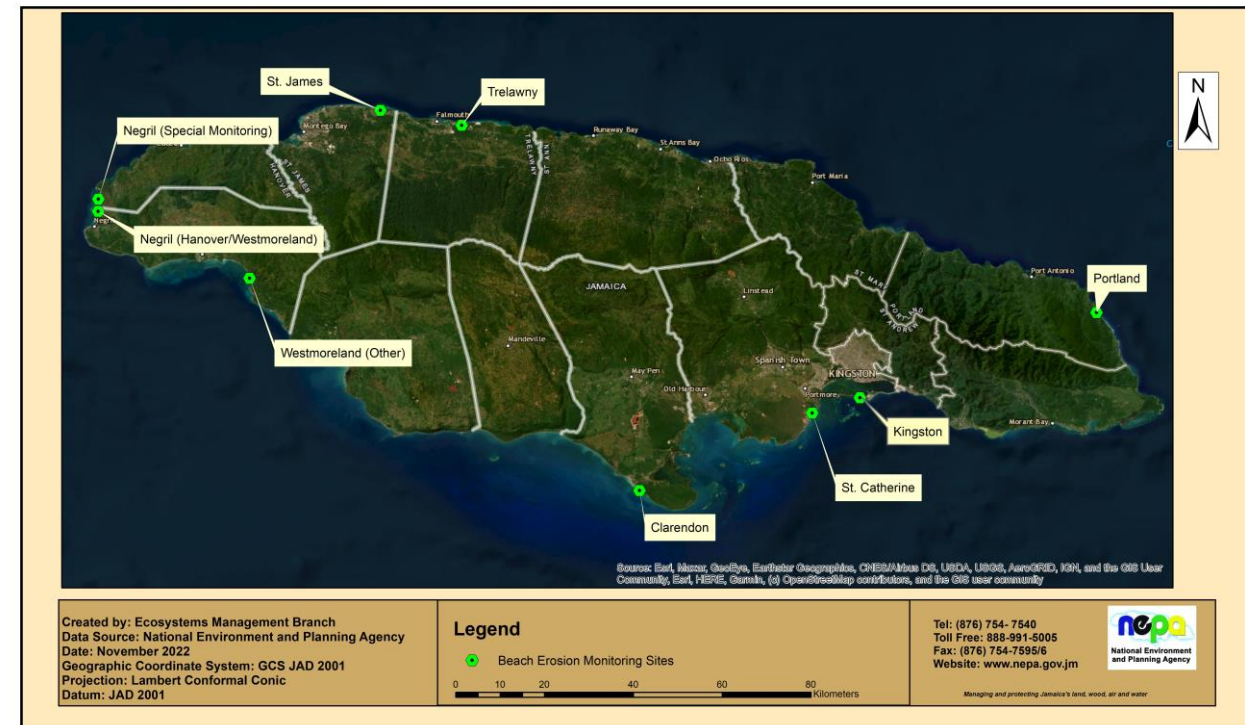 St. James
Trelawny
N
Negril (Special Monitoring)
Montego Bay
Falmouth
Runaway Bay
St Anns Bay
Ocho Rios
Port Maria
ST. JAMES
HANOVER
TRELAWNY
ST. ANN
Negril (Hanover/Westmoreland)
Port Antonio
Portland
ST. MARY
PORTLAND
ST. ANDREW
JAMAICA
Linstead
Westmoreland (Other)
Mandeville
May Pen
Spanish Town
KINGSTON
Old Harbour
Portmore
Kingston
Morant Bay
St. Catherine
Clarendon
Source: Esri, Maxar, GeoEye, Earthstar Geographics, CNES/Airbus DS, USDA, USGS, AeroGRID, IGN, and the GIS User
Community, Esri, HERE, Garmin, (c) OpenStreetMap contributors, and the GIS user community
Created by: Ecosystems Management Branch
Data Source: National Environment and Planning Agency
Date: November 2022
Geographic Coordinate System: GCS JAD 2001
Projection: Lambert Conformal Conic
Datum: JAD 2001
Legend
Beach Erosion Monitoring Sites
0 10 20 40 60 80
Kilometers
Tel: (876) 754- 7540
Toll Free: 888-991-5005
Fax: (876) 754-7595/6
Website: www.nepa.gov.jm
nepa
National Environment
and Planning Agency
Managing and protecting Jamaica's land, wood, air and water